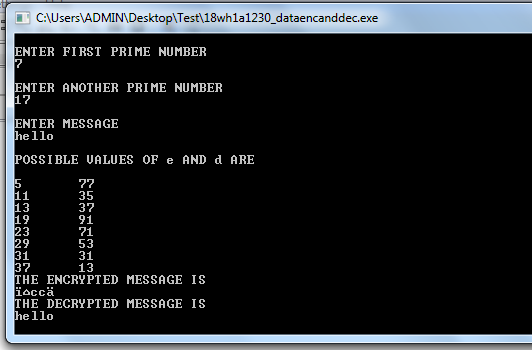 C:\Users\ADMIN\Desktop\Test\18wh1a1230_dataencanddec.exe
ENTER FIRST PRIME NUMBER
7
ENTER ANOTHER PRIME NUMBER
17
ENTER MESSAGE
hello
POSSIBLE VALUES OF e AND d ARE
5 77
11 35
13 37
19 91
23 71
29 53
31 31
37 13
THE ENCRYPTED MESSAGE IS
ï⌂ccä
THE DECRYPTED MESSAGE IS
hello